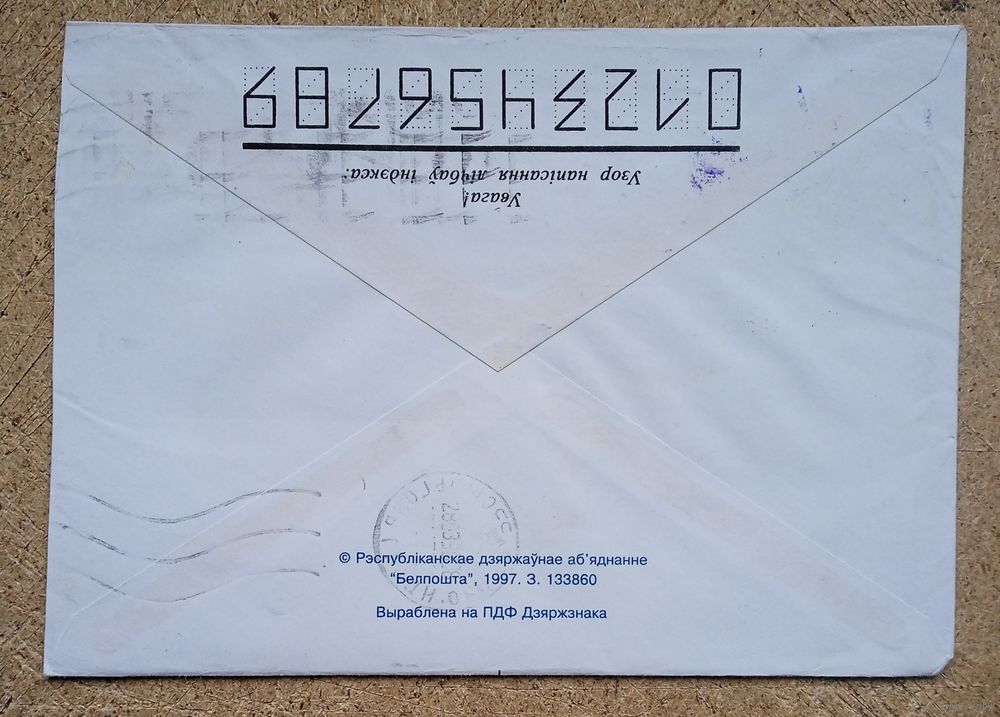 Увага!
Узор напісання лічбаў індэкса:
0123456789
© Рэспубліканскае дзяржаўнае аб'яднанне
"Белпошта", 1997. З. 133860
Выраблена на ПДФ Дзяржзнака